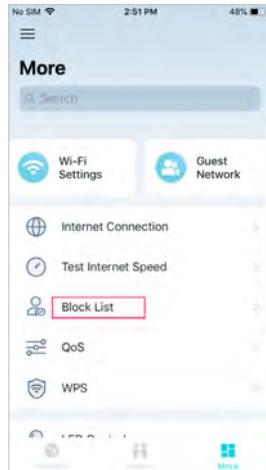 No SIM 2:51 PM 48%
More
Search
Wi-Fi
Settings
Guest
Network
Internet Connection
Test Internet Speed
Block List
QoS
WPS
More